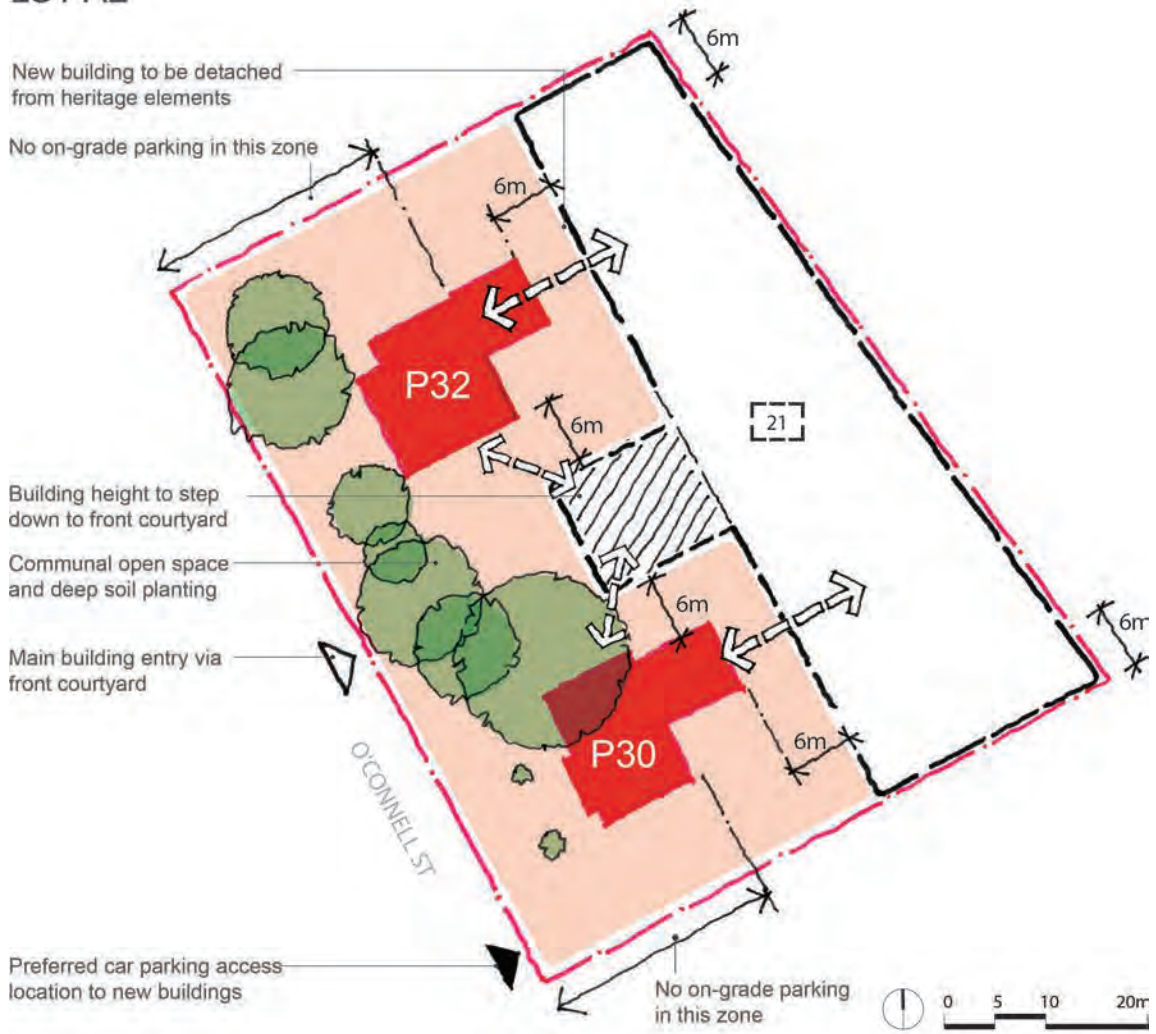 6m
New building to be detached
from heritage elements
No on-grade parking in this zone
6m
P32
21
6m
Building height to step
down to front courtyard
Communal open space
and deep soil planting
6m
6m
Main building entry via
front courtyard
6m
P30
O'CONNELL ST
Preferred car parking access
location to new buildings
No on-grade parking
in this zone
0 5 10 20m